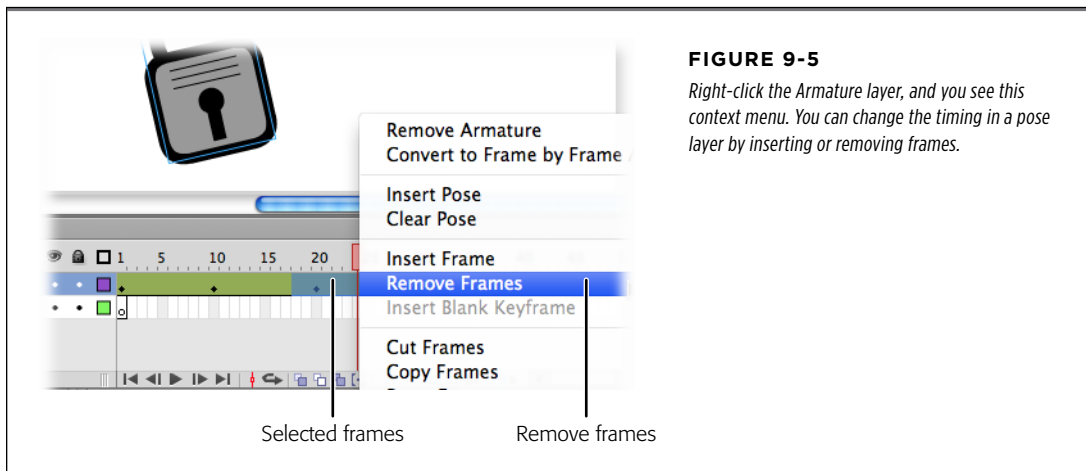 FIGURE 9-5
Right-click the Armature layer, and you see this
context menu. You can change the timing in a pose
layer by inserting or removing frames.
Remove Armature
Convert to Frame by Frame
Insert Pose
Clear Pose
Insert Frame
Remove Frames
Insert Blank Keyframe
Cut Frames
Copy Frames
1 5 10 15 20
Selected frames
Remove frames